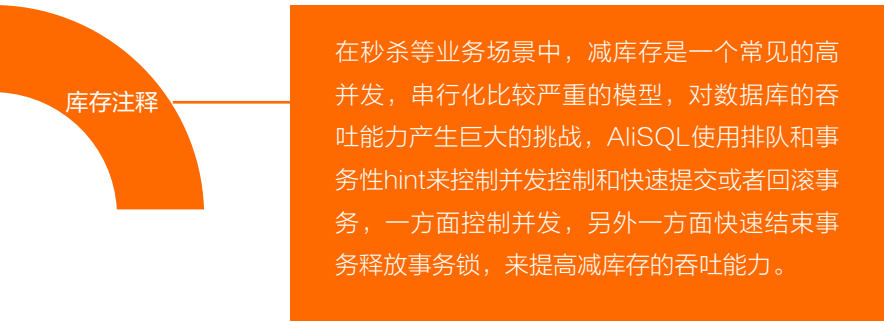 库存注释
在秒杀等业务场景中，减库存是一个常见的高
并发，串行化比较严重的模型，对数据库的吞
吐能力产生巨大的挑战，AliSQL使用排队和事
务性hint来控制并发控制和快速提交或者回滚事
务，一方面控制并发，另外一方面快速结束事
务释放事务锁，来提高减库存的吞吐能力。